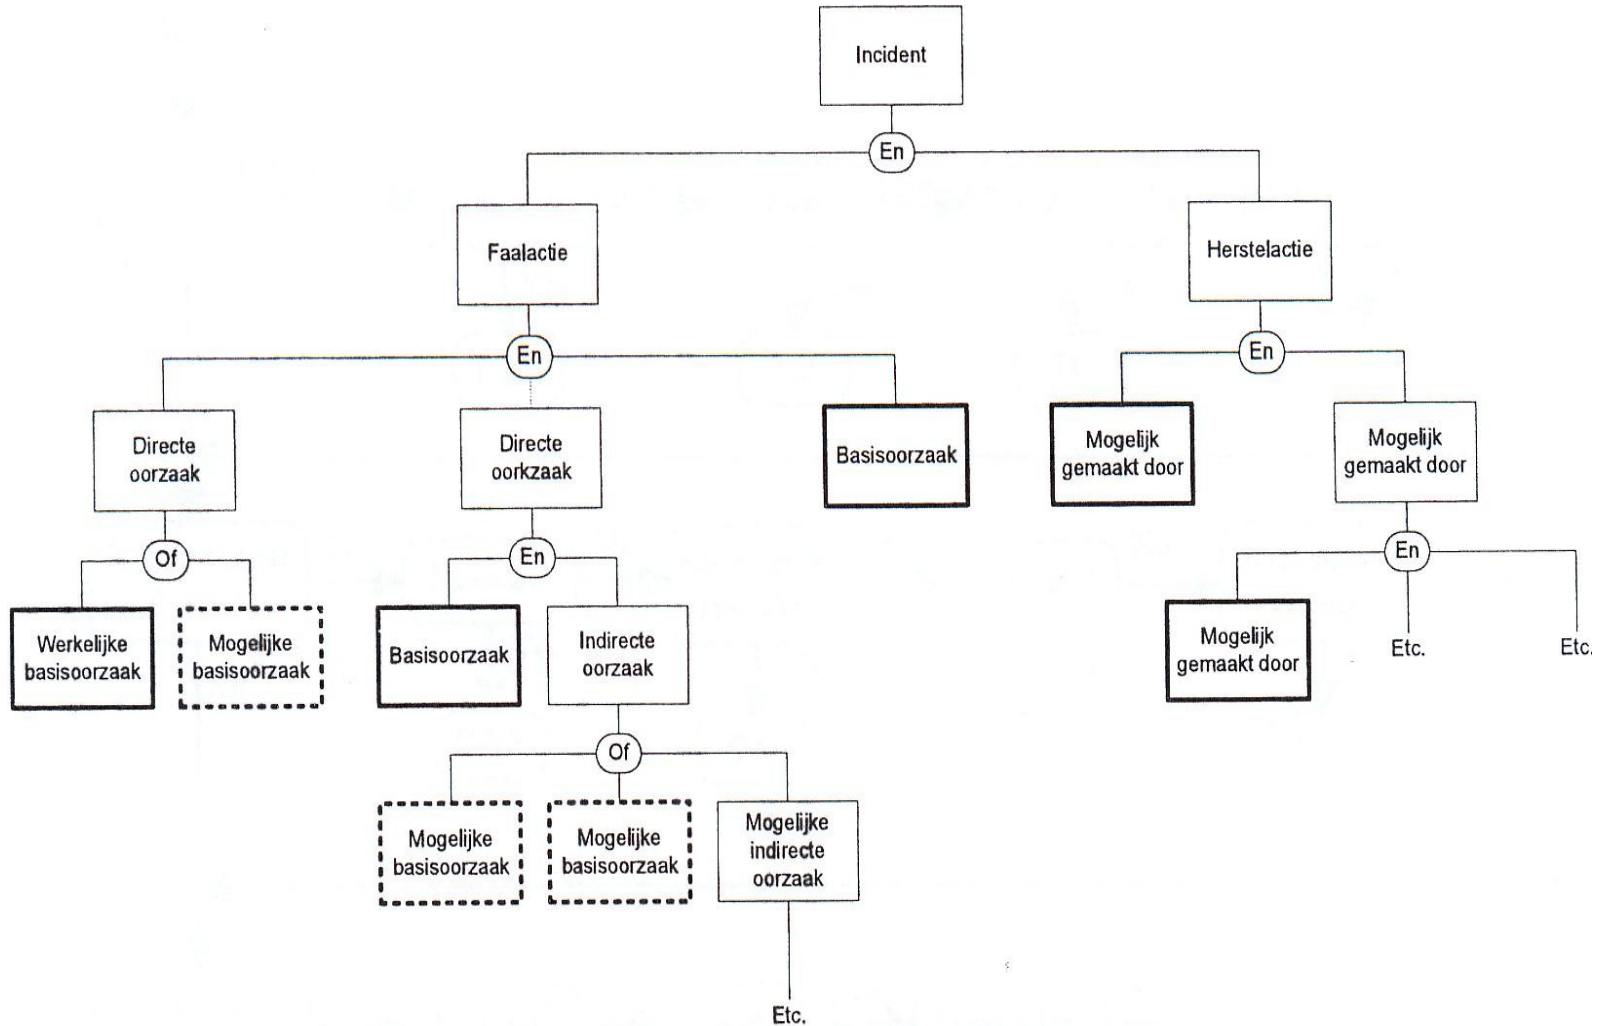 Incident
En
Faalactie
Herstelactie
En
En
Directe
oorzaak
Directe
oorkzaak
Basisoorzaak
Mogelijk
gemaakt door
Mogelijk
gemaakt door
Of
En
En
Werkelijke
basisoorzaak
Mogelijke
basisoorzaak
Basisoorzaak
Indirecte
oorzaak
Mogelijk
gemaakt door
Etc.
Etc.
Of
Mogelijke
basisoorzaak
Mogelijke
basisoorzaak
Mogelijke
indirecte
oorzaak
Etc.